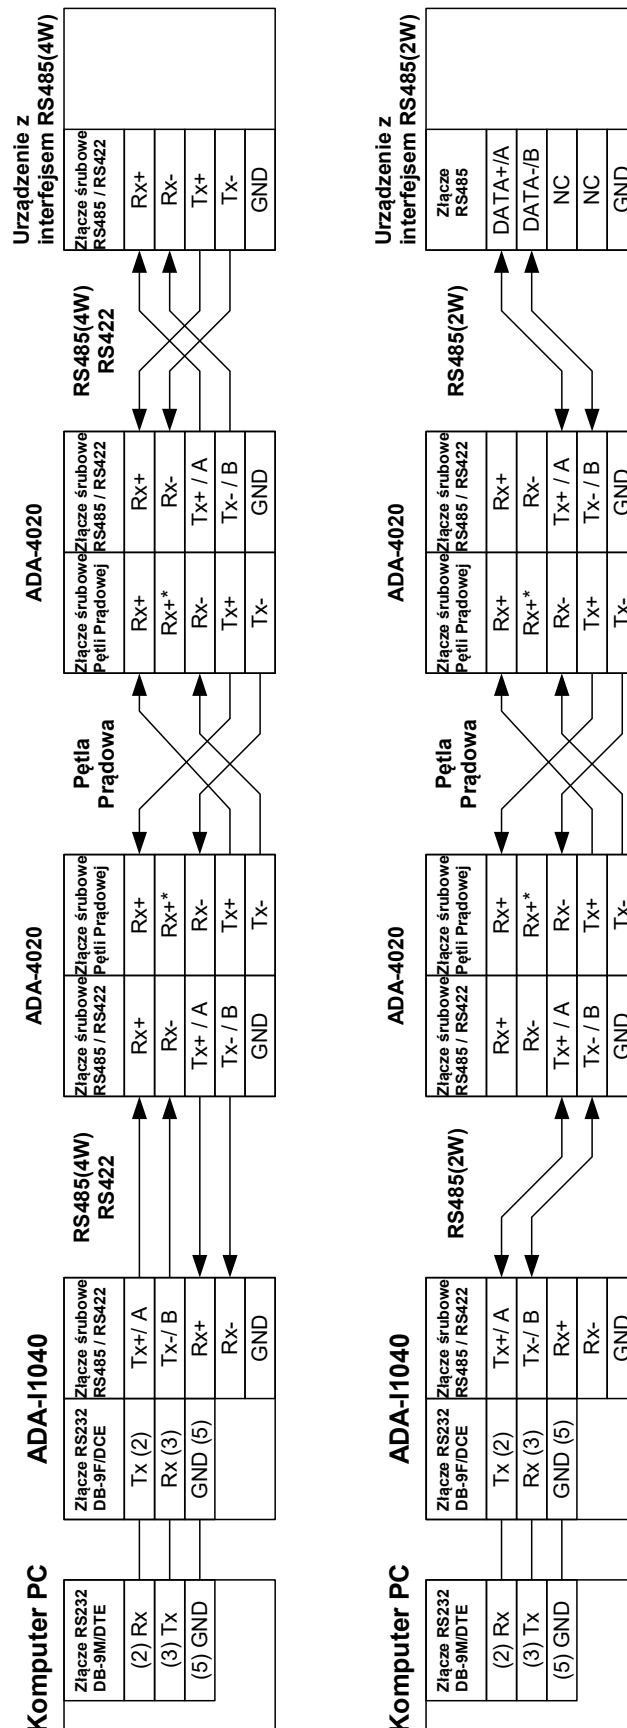 Komputer PC
Złącze RS232
DB-9M/DTE
(2) Rx
(3) Tx
(5) GND
ADA-I1040
Złącze RS232
DB-9F/DCE
Tx (2)
Rx (3)
GND (5)
Złącze śrubowe
RS485 / RS422
Tx+/ A
Tx-/ B
Rx+
Rx-
GND
RS485(4W)
RS422
ADA-4020
Złącze śrubowe
RS485 / RS422
Rx+
Rx-
Tx+ / A
Tx- / B
GND
Złącze śrubowe
Pętli Prądowej
Rx+
Rx+*
Rx-
Tx+
Tx-
Pętla
Prądowa
ADA-4020
Złącze śrubowe
Pętli Prądowej
Rx+
Rx+*
Rx-
Tx+
Tx-
Złącze śrubowe
RS485 / RS422
Rx+
Rx-
Tx+ / A
Tx- / B
GND
RS485(4W)
RS422
Urządzenie z
interfejsem RS485(4W)
Złącze śrubowe
RS485 / RS422
Rx+
Rx-
Tx+
Tx-
GND
Komputer PC
Złącze RS232
DB-9M/DTE
(2) Rx
(3) Tx
(5) GND
ADA-I1040
Złącze RS232
DB-9F/DCE
Tx (2)
Rx (3)
GND (5)
Złącze śrubowe
RS485 / RS422
Tx+/ A
Tx-/ B
Rx+
Rx-
GND
RS485(2W)
ADA-4020
Złącze śrubowe
RS485 / RS422
Rx+
Rx-
Tx+ / A
Tx- / B
GND
Złącze śrubowe
Pętli Prądowej
Rx+
Rx+*
Rx-
Tx+
Tx-
Pętla
Prądowa
ADA-4020
Złącze śrubowe
Pętli Prądowej
Rx+
Rx+*
Rx-
Tx+
Tx-
Złącze śrubowe
RS485 / RS422
Rx+
Rx-
Tx+ / A
Tx- / B
GND
RS485(2W)
Urządzenie z
interfejsem RS485(2W)
Złącze
RS485
DATA+/A
DATA-/B
NC
NC
GND